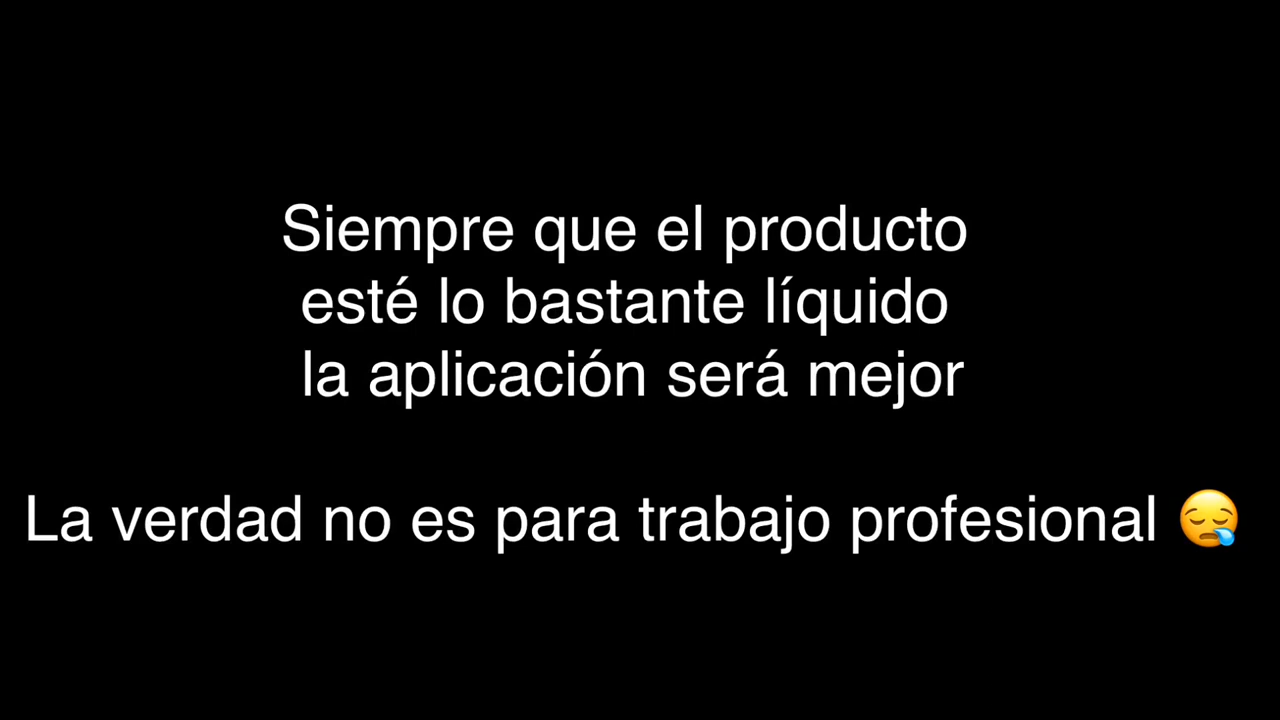 Siempre que el producto
esté lo bastante líquido
la aplicación será mejor
La verdad no es para trabajo profesional 😪